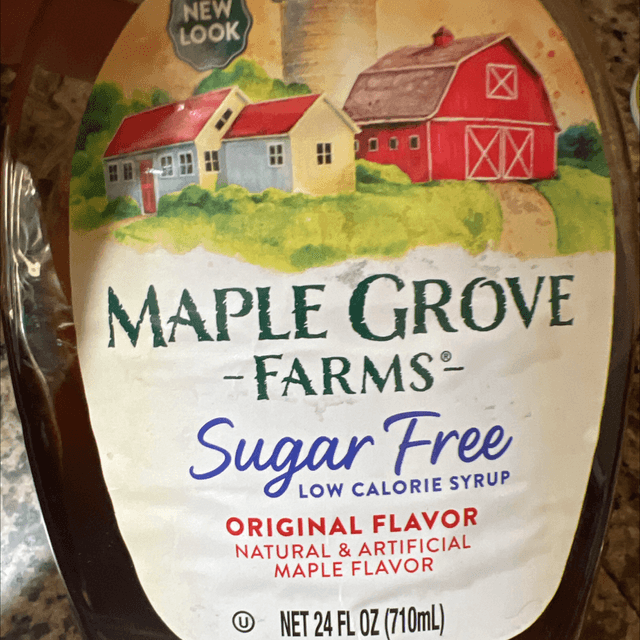 NEW
LOOK
MAPLE GROVE
-FARMS®-
Sugar Free
LOW CALORIE SYRUP
ORIGINAL FLAVOR
NATURAL & ARTIFICIAL
MAPLE FLAVOR
U NET 24 FL OZ (710mL)